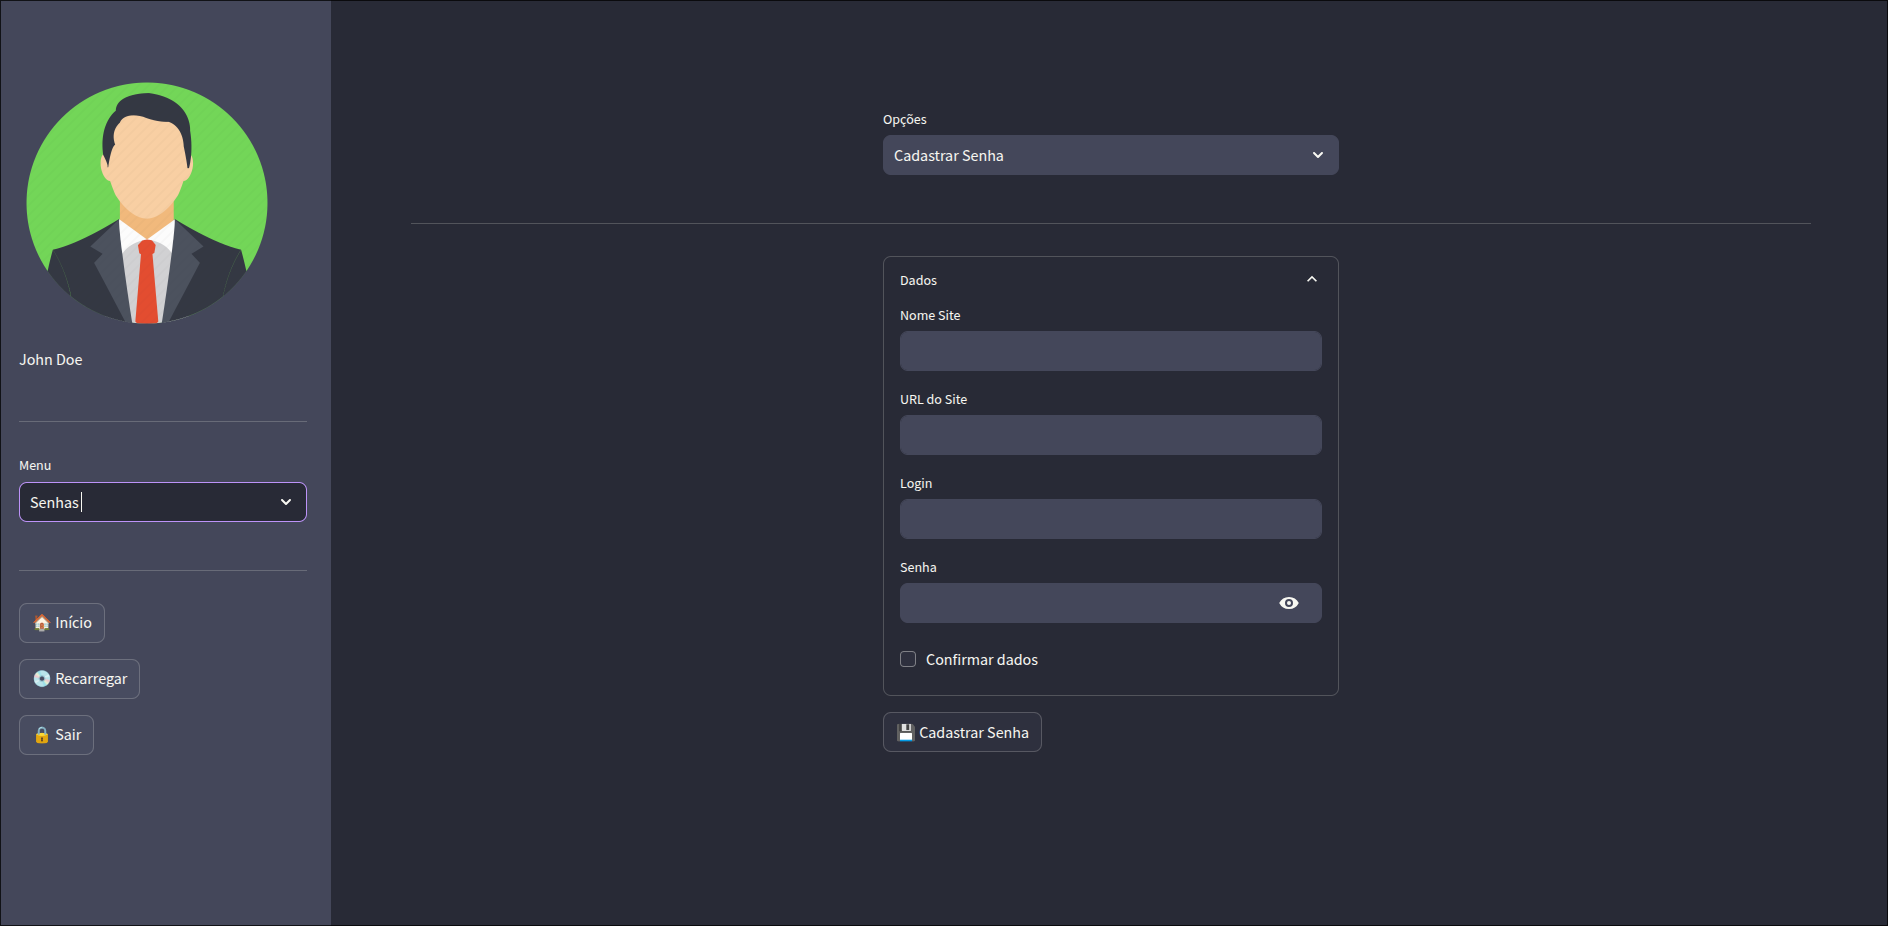 John Doe
Menu
Senhas
🏠 Início
💿 Recarregar
🔒 Sair
Opções
Cadastrar Senha
Dados
Nome Site
URL do Site
Login
Senha
Confirmar dados
💾 Cadastrar Senha